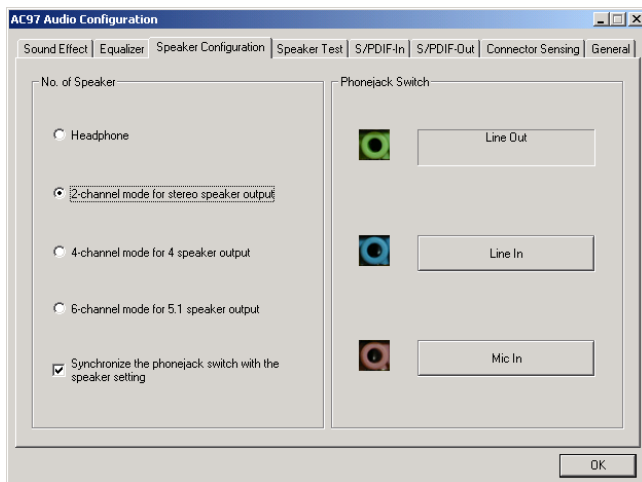 AC97 Audio Configuration
Sound Effect
Equalizer
Speaker Configuration
Speaker Test
S/PDIF-In
S/PDIF-Out
Connector Sensing
General
No. of Speaker
Headphone
2-channel mode for stereo speaker output
4-channel mode for 4 speaker output
6-channel mode for 5.1 speaker output
Synchronize the phonejack switch with the
speaker setting
Phonejack Switch
Line Out
Line In
Mic In
OK